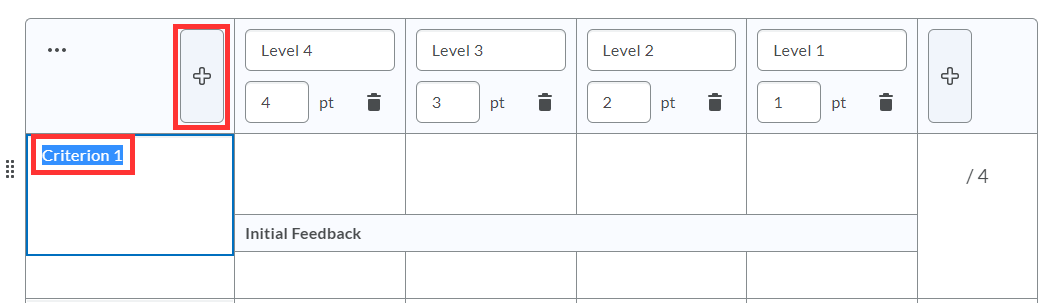 Level 4 Level 3 Level 2 Level 1
4 pt 3 pt 2 pt 1 pt
Criterion 1
/ 4
Initial Feedback